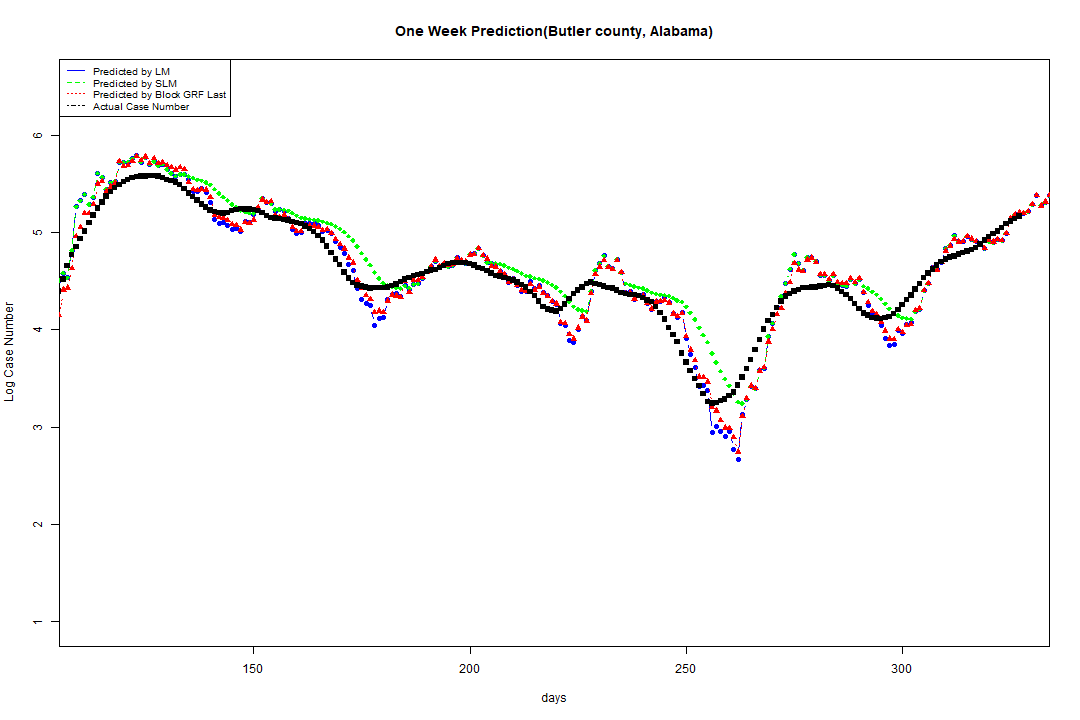 One Week Prediction(Butler county, Alabama)
Predicted by LM
Predicted by SLM
Predicted by Block GRF Last
Actual Case Number
6
5
4
3
2
1
Log Case Number
150
200
250
300
days